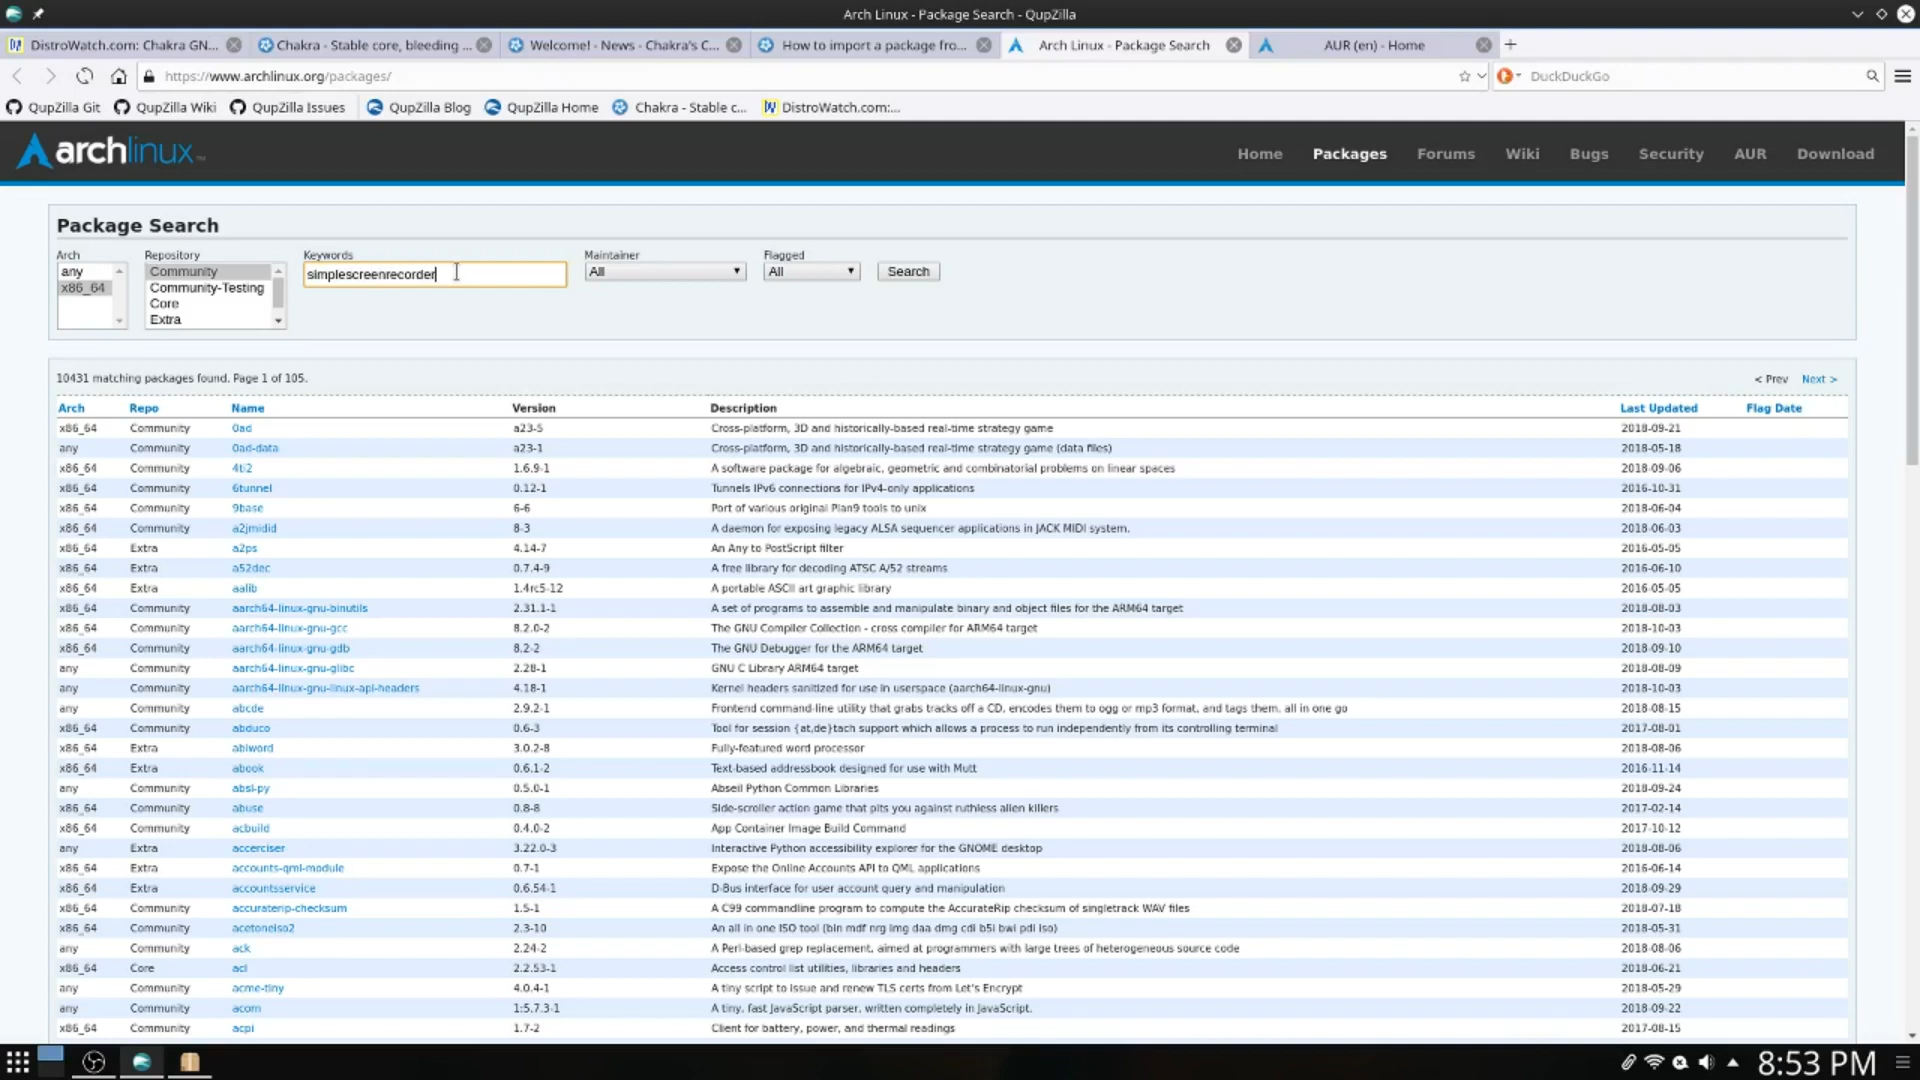 Arch Linux - Package Search - QupZilla
DistroWatch.com: Chakra GN...
Chakra - Stable core, bleeding ...
Welcome! - News - Chakra's C...
How to import a package fro...
Arch Linux - Package Search
AUR (en) - Home
https://www.archlinux.org/packages/
DuckDuckGo
QupZilla Git QupZilla Wiki QupZilla Issues QupZilla Blog QupZilla Home Chakra - Stable c... DistroWatch.com:...
archlinux
Home Packages Forums Wiki Bugs Security AUR Download
Package Search
Arch Repository Keywords Maintainer Flagged
any
x86_64
Community
Community-Testing
Core
Extra
simplescreenrecorder
All
All
Search
10431 matching packages found. Page 1 of 105.
< Prev Next >
Arch Repo Name Version Description Last Updated Flag Date
x86_64 Community 0ad a23-5 Cross-platform, 3D and historically-based real-time strategy game 2018-09-21
any Community 0ad-data a23-1 Cross-platform, 3D and historically-based real-time strategy game (data files) 2018-05-18
x86_64 Community 4ti2 1.6.9-1 A software package for algebraic, geometric and combinatorial problems on linear spaces 2018-09-06
x86_64 Community 6tunnel 0.12-1 Tunnels IPv6 connections for IPv4-only applications 2016-10-31
x86_64 Community 9base 6-6 Port of various original Plan9 tools to unix 2018-06-04
x86_64 Community a2jmidid 8-3 A daemon for exposing legacy ALSA sequencer applications in JACK MIDI system. 2018-06-03
x86_64 Extra a2ps 4.14-7 An Any to PostScript filter 2016-05-05
x86_64 Extra a52dec 0.7.4-9 A free library for decoding ATSC A/52 streams 2016-06-10
x86_64 Extra aalib 1.4rc5-12 A portable ASCII art graphic library 2016-05-05
x86_64 Community aarch64-linux-gnu-binutils 2.31.1-1 A set of programs to assemble and manipulate binary and object files for the ARM64 target 2018-08-03
x86_64 Community aarch64-linux-gnu-gcc 8.2.0-2 The GNU Compiler Collection - cross compiler for ARM64 target 2018-10-03
x86_64 Community aarch64-linux-gnu-gdb 8.2-2 The GNU Debugger for the ARM64 target 2018-09-10
any Community aarch64-linux-gnu-glibc 2.28-1 GNU C Library ARM64 target 2018-08-09
any Community aarch64-linux-gnu-linux-api-headers 4.18-1 Kernel headers sanitized for use in userspace (aarch64-linux-gnu) 2018-10-03
any Community abcde 2.9.2-1 Frontend command-line utility that grabs tracks off a CD, encodes them to ogg or mp3 format, and tags them, all in one go 2018-08-15
x86_64 Community abduco 0.6-3 Tool for session {at,de}tach support which allows a process to run independently from its controlling terminal 2017-08-01
x86_64 Extra abiword 3.0.2-8 Fully-featured word processor 2018-08-06
x86_64 Extra abook 0.6.1-2 Text-based addressbook designed for use with Mutt 2016-11-14
any Community absl-py 0.5.0-1 Abseil Python Common Libraries 2018-09-24
x86_64 Community abuse 0.8-8 Side-scroller action game that pits you against ruthless alien killers 2017-02-14
x86_64 Community acbuild 0.4.0-2 App Container Image Build Command 2017-10-12
any Extra accerciser 3.22.0-3 Interactive Python accessibility explorer for the GNOME desktop 2018-08-06
x86_64 Extra accounts-qml-module 0.7-1 Expose the Online Accounts API to QML applications 2016-06-14
x86_64 Extra accountsservice 0.6.54-1 D-Bus interface for user account query and manipulation 2018-09-29
x86_64 Community accuraterip-checksum 1.5-1 A C99 commandline program to compute the AccurateRip checksum of singletrack WAV files 2018-07-18
x86_64 Community acetoneiso2 2.3-10 An all in one ISO tool (bin mdf nrg img daa dmg cdi b5i bwi pdi iso) 2018-05-31
any Community ack 2.24-2 A Perl-based grep replacement, aimed at programmers with large trees of heterogeneous source code 2018-08-06
x86_64 Core acl 2.2.53-1 Access control list utilities, libraries and headers 2018-06-21
any Community acme-tiny 4.0.4-1 A tiny script to issue and renew TLS certs from Let's Encrypt 2018-05-29
any Community acorn 1:5.7.3-1 A tiny, fast JavaScript parser, written completely in JavaScript. 2018-09-22
x86_64 Community acpi 1.7-2 Client for battery, power, and thermal readings 2017-08-15
8:53 PM